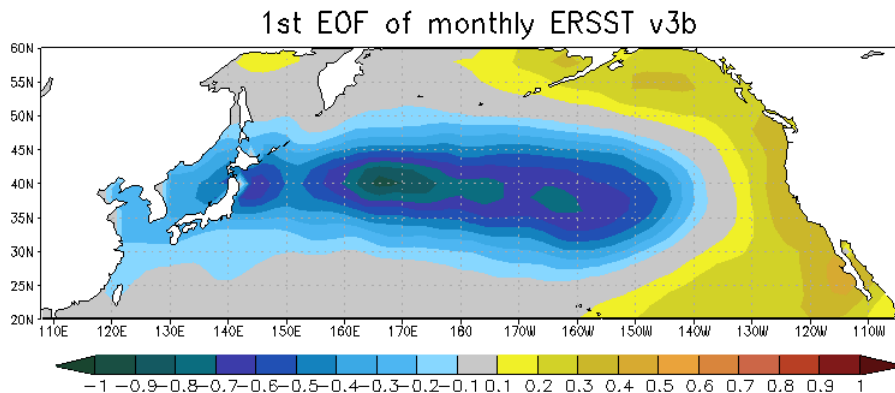 1st EOF of monthly ERSST v3b
60N
55N
50N
45N
40N
35N
30N
25N
20N
110E 120E 130E 140E 150E 160E 170E 180 170W 160W 150W 140W 130W 120W 110W
-1 -0.9 -0.8 -0.7 -0.6 -0.5 -0.4 -0.3 -0.2 -0.1 0.1 0.2 0.3 0.4 0.5 0.6 0.7 0.8 0.9 1